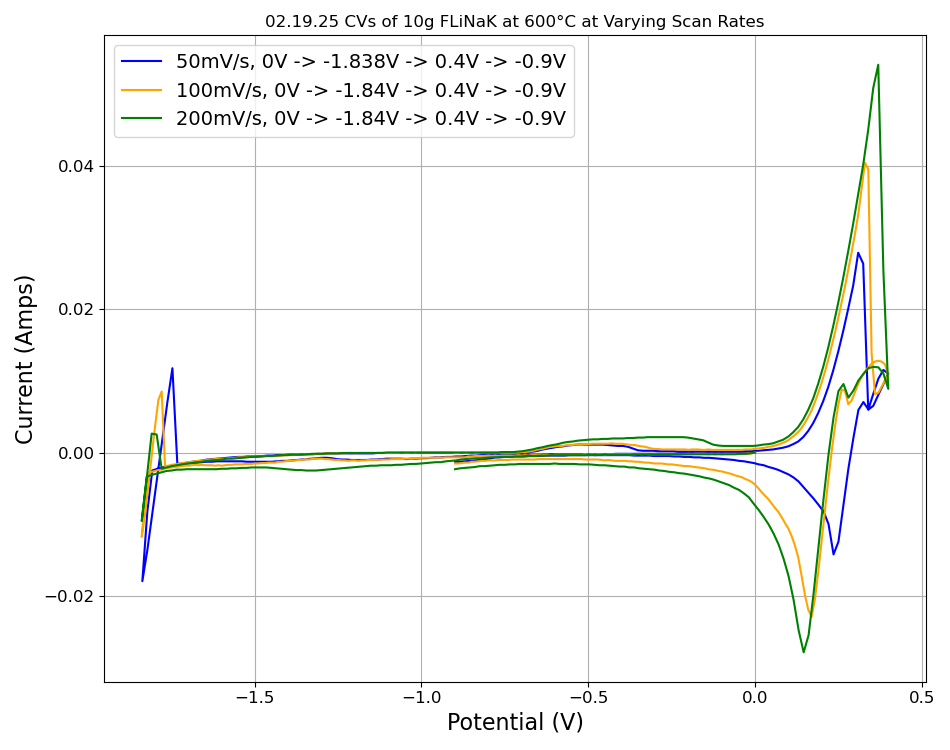 02.19.25 CVs of 10g FLiNaK at 600°C at Varying Scan Rates
50mV/s, 0V -> -1.838V -> 0.4V -> -0.9V
100mV/s, 0V -> -1.84V -> 0.4V -> -0.9V
200mV/s, 0V -> -1.84V -> 0.4V -> -0.9V
Current (Amps)
0.04
0.02
0.00
−0.02
−1.5
−1.0
−0.5
0.0
0.5
Potential (V)